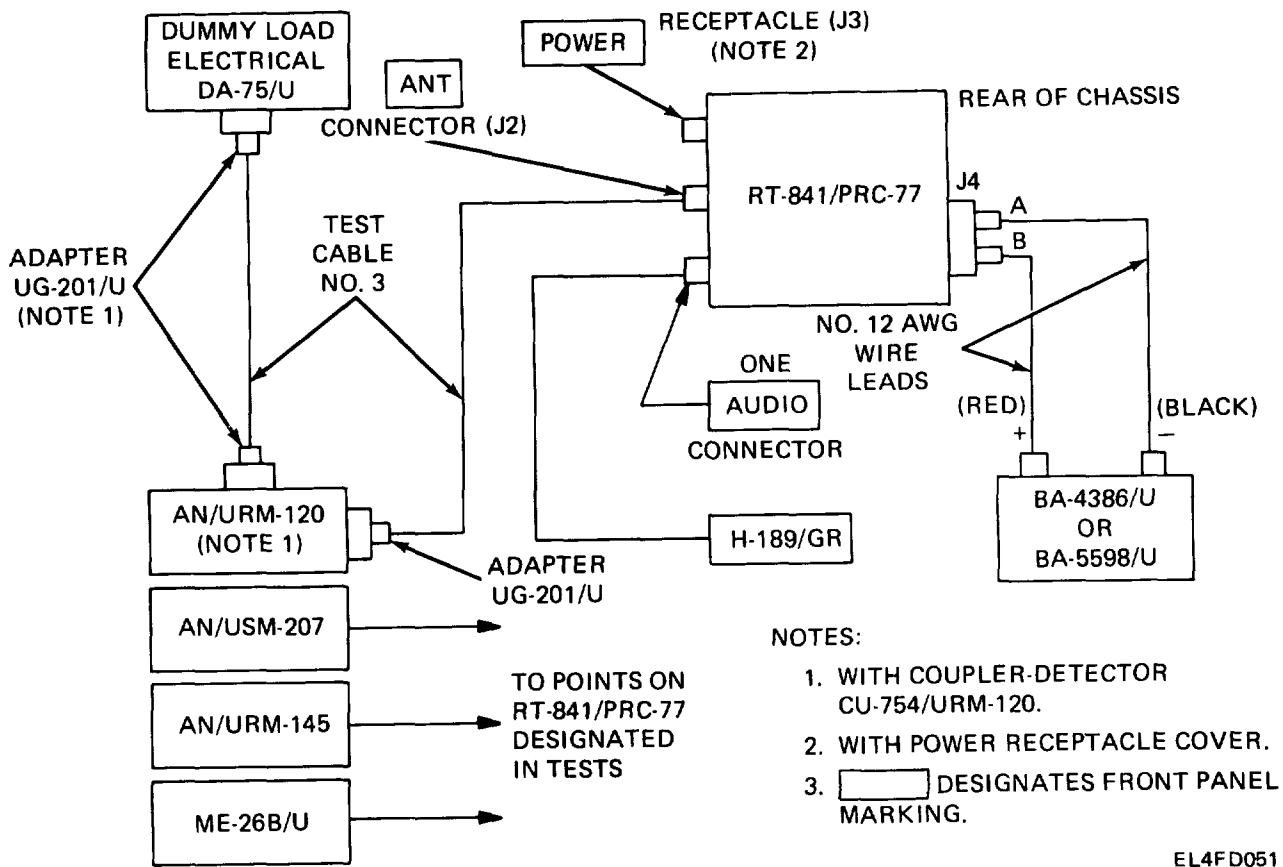 DUMMY LOAD
ELECTRICAL
DA-75/U
ANT
CONNECTOR (J2)
POWER
RECEPTACLE (J3)
(NOTE 2)
REAR OF CHASSIS
RT-841/PRC-77
J4
A
B
ADAPTER
UG-201/U
(NOTE 1)
TEST
CABLE
NO. 3
NO. 12 AWG
WIRE
LEADS
ONE
AUDIO
CONNECTOR
(RED)
+
(BLACK)
−
BA-4386/U
OR
BA-5598/U
AN/URM-120
(NOTE 1)
H-189/GR
ADAPTER
UG-201/U
AN/USM-207
AN/URM-145
ME-26B/U
TO POINTS ON
RT-841/PRC-77
DESIGNATED
IN TESTS
NOTES:
1. WITH COUPLER-DETECTOR
CU-754/URM-120.
2. WITH POWER RECEPTACLE COVER.
3. DESIGNATES FRONT PANEL
MARKING.
EL4FD051